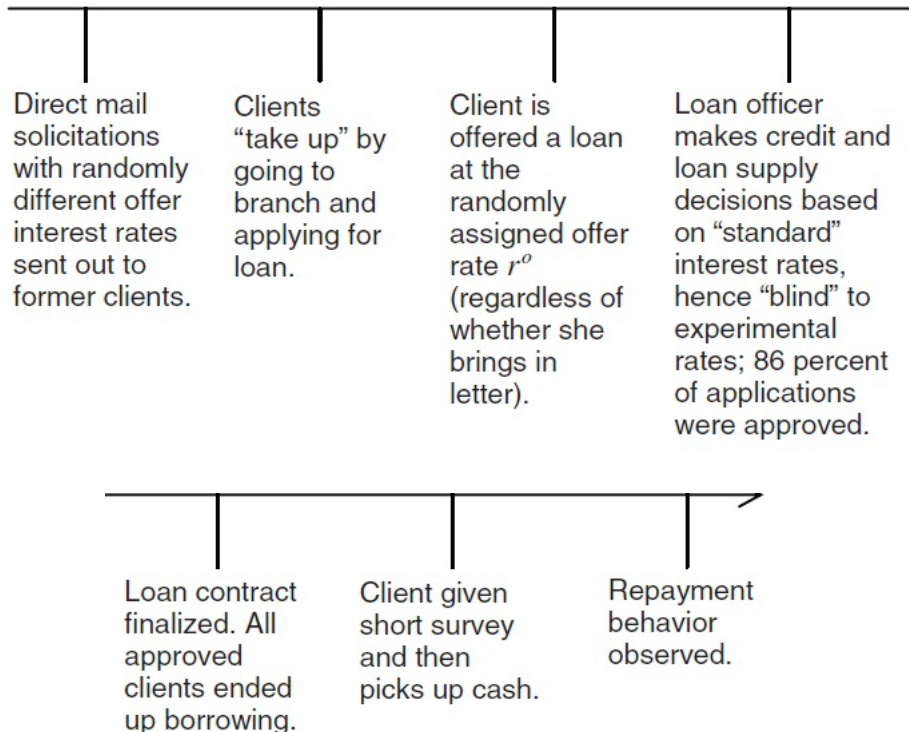 Direct mail
solicitations
with randomly
different offer
interest rates
sent out to
former clients.
Clients
“take up” by
going to
branch and
applying for
loan.
Client is
offered a loan
at the
randomly
assigned offer
rate rᵒ
(regardless of
whether she
brings in
letter).
Loan officer
makes credit and
loan supply
decisions based
on “standard”
interest rates,
hence “blind” to
experimental
rates; 86 percent
of applications
were approved.
Loan contract
finalized. All
approved
clients ended
up borrowing.
Client given
short survey
and then
picks up cash.
Repayment
behavior
observed.